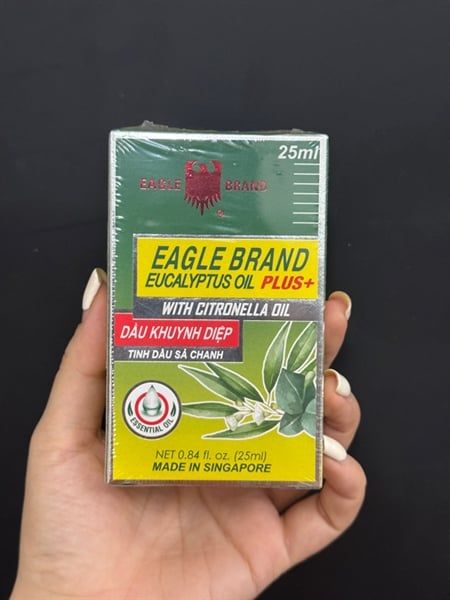 25ml
EAGLE BRAND
®
EAGLE BRAND
EUCALYPTUS OIL PLUS+
WITH CITRONELLA OIL
DẦU KHUYNH DIỆP
TINH DẦU SẢ CHANH
ESSENTIAL OIL
NET 0.84 fl. oz. (25ml)
MADE IN SINGAPORE